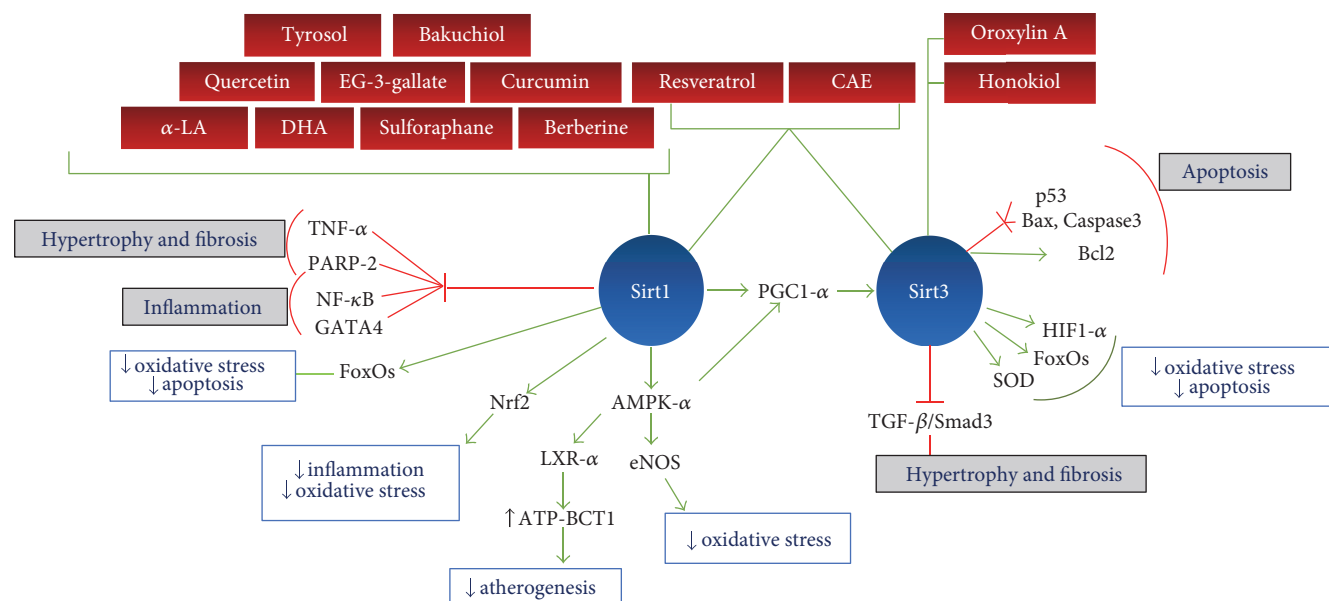 Tyrosol
Bakuchiol
Oroxylin A
Quercetin
EG-3-gallate
Curcumin
Resveratrol
CAE
Honokiol
α-LA
DHA
Sulforaphane
Berberine
Apoptosis
p53
Bax, Caspase3
Bcl2
Hypertrophy and fibrosis
TNF-α
PARP-2
Inflammation
NF-κB
GATA4
Sirt1
PGC1-α
Sirt3
HIF1-α
FoxOs
SOD
↓ oxidative stress
↓ apoptosis
↓ oxidative stress
↓ apoptosis
FoxOs
Nrf2
AMPK-α
TGF-β/Smad3
Hypertrophy and fibrosis
↓ inflammation
↓ oxidative stress
LXR-α
eNOS
↑ ATP-BCT1
↓ oxidative stress
↓ atherogenesis